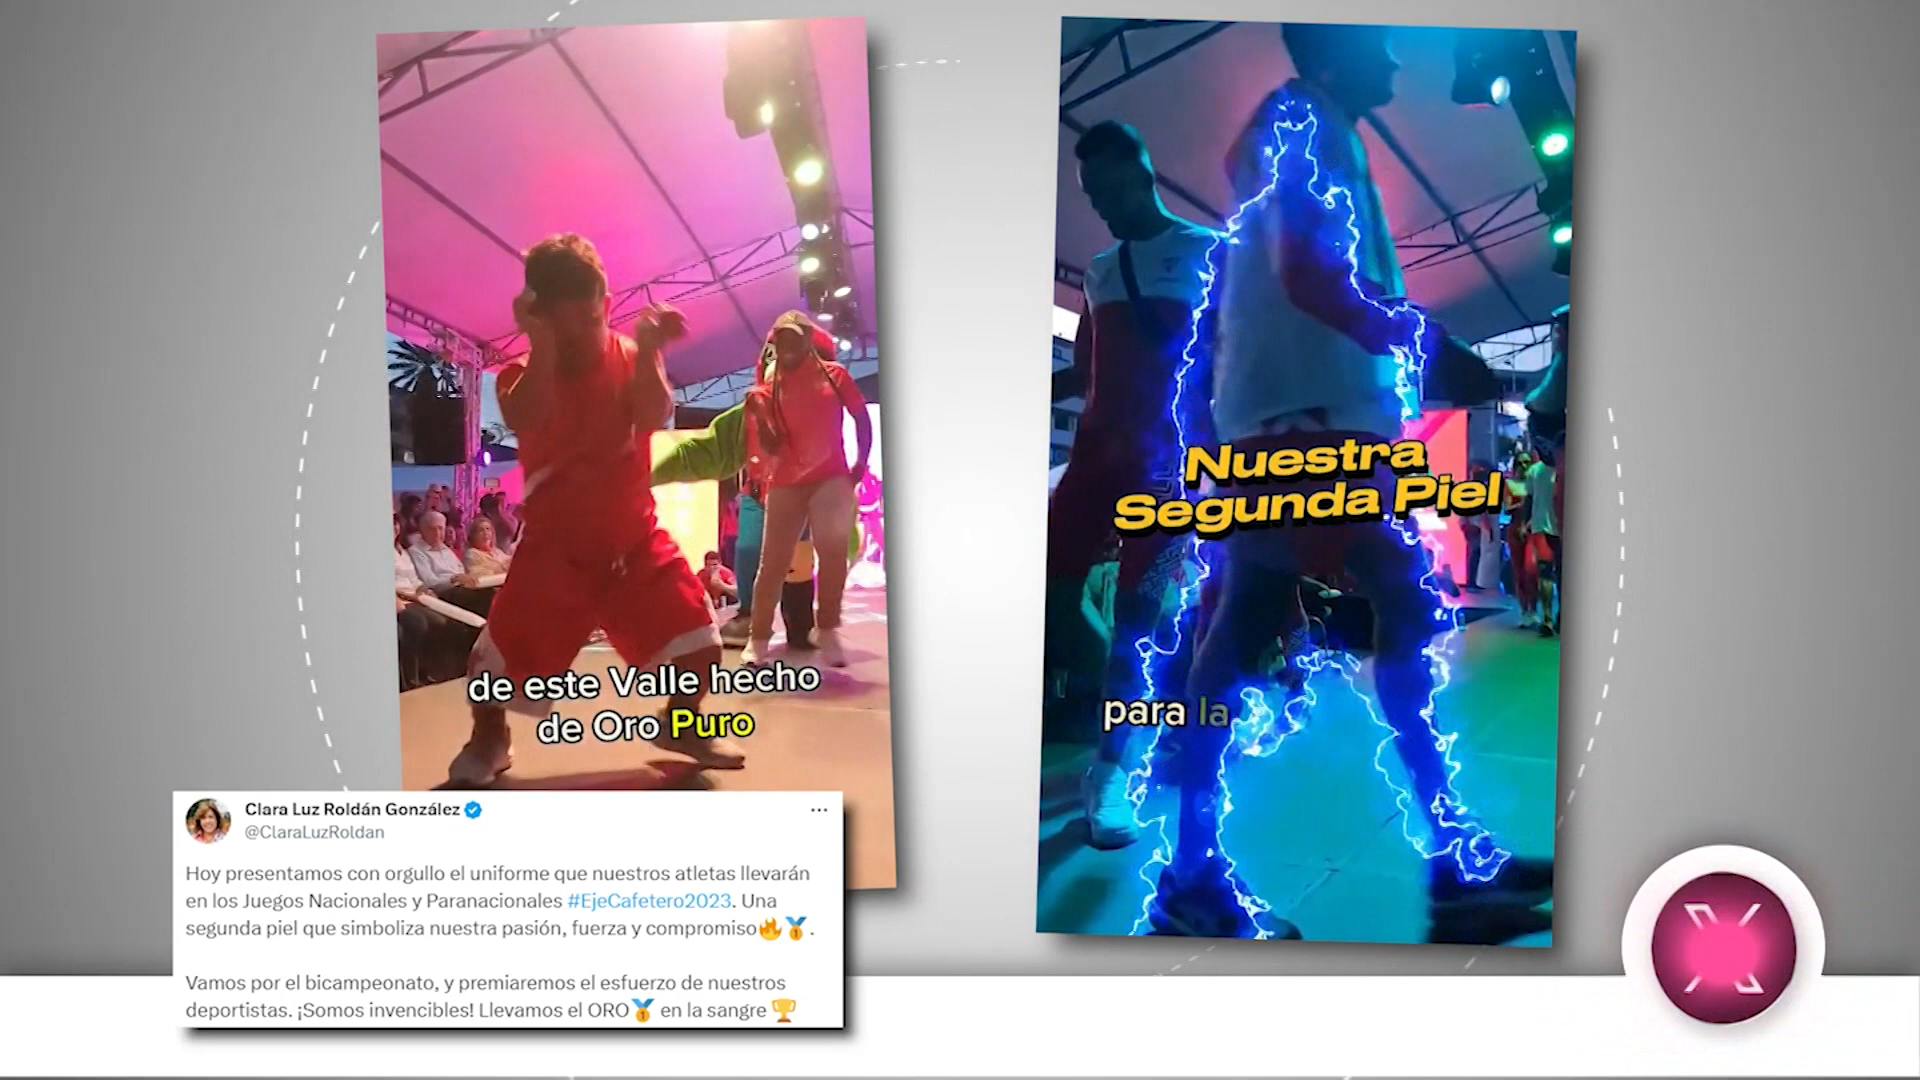 de este Valle hecho
de Oro Puro
Nuestra
Segunda Piel
para la
Clara Luz Roldán González
@ClaraLuzRoldan
Hoy presentamos con orgullo el uniforme que nuestros atletas llevarán
en los Juegos Nacionales y Paranacionales #EjeCafetero2023. Una
segunda piel que simboliza nuestra pasión, fuerza y compromiso🔥🥇.
Vamos por el bicampeonato, y premiaremos el esfuerzo de nuestros
deportistas. ¡Somos invencibles! Llevamos el ORO🥇 en la sangre🏆